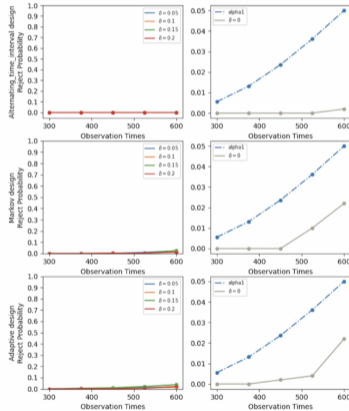 Alternating_time_interval design
Reject Probability
1.0
0.9
0.8
0.7
0.6
0.5
0.4
0.3
0.2
0.1
0.0
300
400
500
600
Observation Times
δ = 0.05
δ = 0.1
δ = 0.15
δ = 0.2
0.05
0.04
0.03
0.02
0.01
0.00
300
400
500
600
Observation Times
alpha1
δ = 0
Markov design
Reject Probability
1.0
0.9
0.8
0.7
0.6
0.5
0.4
0.3
0.2
0.1
0.0
300
400
500
600
Observation Times
δ = 0.05
δ = 0.1
δ = 0.15
δ = 0.2
0.05
0.04
0.03
0.02
0.01
0.00
300
400
500
600
Observation Times
alpha1
δ = 0
Adaptive design
Reject Probability
1.0
0.9
0.8
0.7
0.6
0.5
0.4
0.3
0.2
0.1
0.0
300
400
500
600
Observation Times
δ = 0.05
δ = 0.1
δ = 0.15
δ = 0.2
0.05
0.04
0.03
0.02
0.01
0.00
300
400
500
600
Observation Times
alpha1
δ = 0